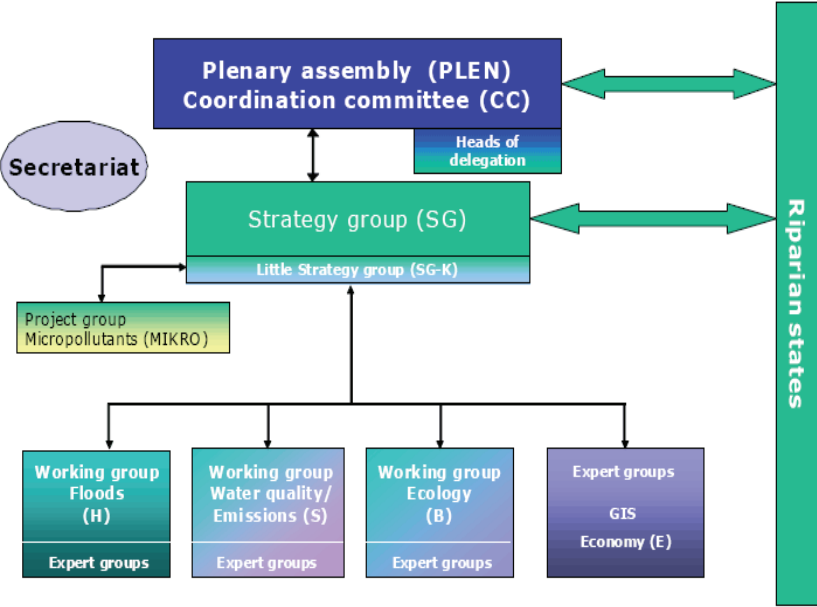 Plenary assembly (PLEN)
Coordination committee (CC)
Heads of
delegation
Secretariat
Strategy group (SG)
Little Strategy group (SG-K)
Project group
Micropollutants (MIKRO)
Working group
Floods
(H)
Expert groups
Working group
Water quality/
Emissions (S)
Expert groups
Working group
Ecology
(B)
Expert groups
Expert groups
GIS
Economy (E)
Riparian states